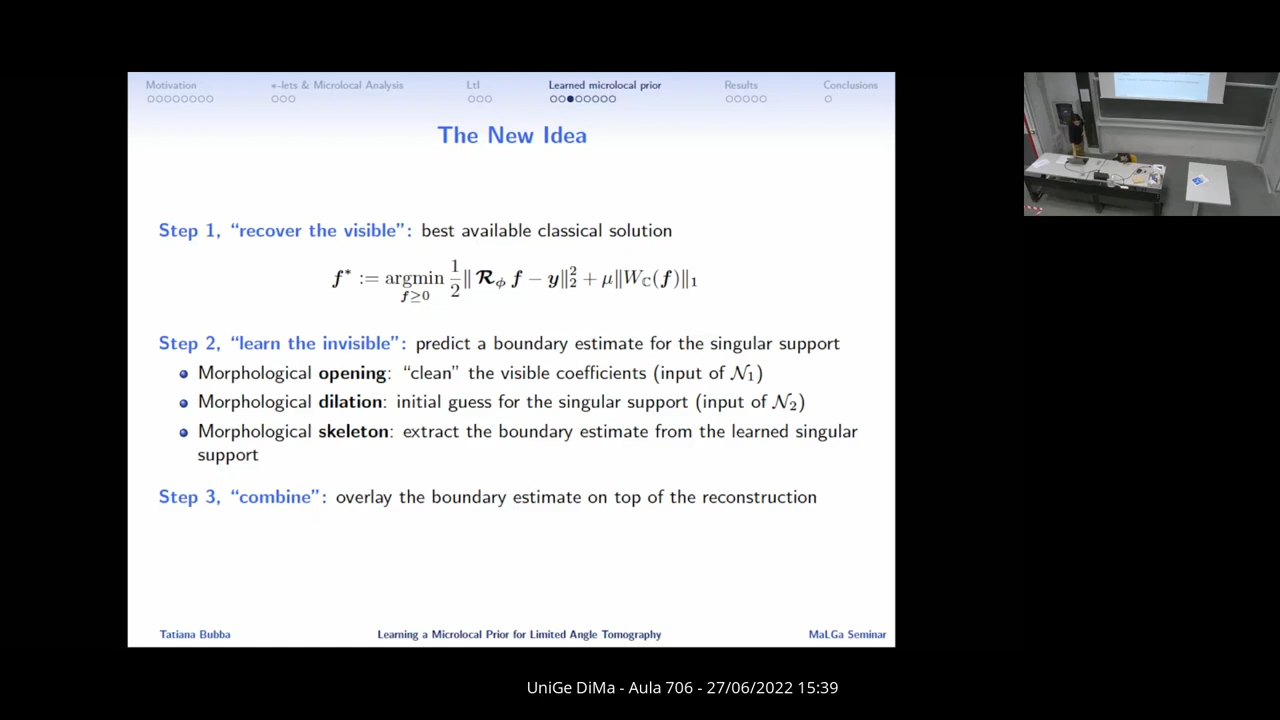 Motivation *-lets & Microlocal Analysis LtI Learned microlocal prior Results Conclusions
The New Idea
Step 1, “recover the visible”: best available classical solution
f* := argmin_{f≥0} 1/2 ‖ 𝓡_ϕ f − y‖₂² + μ‖W_ℂ(f)‖₁
Step 2, “learn the invisible”: predict a boundary estimate for the singular support
Morphological opening: “clean” the visible coefficients (input of 𝒩₁)
Morphological dilation: initial guess for the singular support (input of 𝒩₂)
Morphological skeleton: extract the boundary estimate from the learned singular
support
Step 3, “combine”: overlay the boundary estimate on top of the reconstruction
Tatiana Bubba Learning a Microlocal Prior for Limited Angle Tomography MaLGa Seminar
UniGe DiMa - Aula 706 - 27/06/2022 15:39